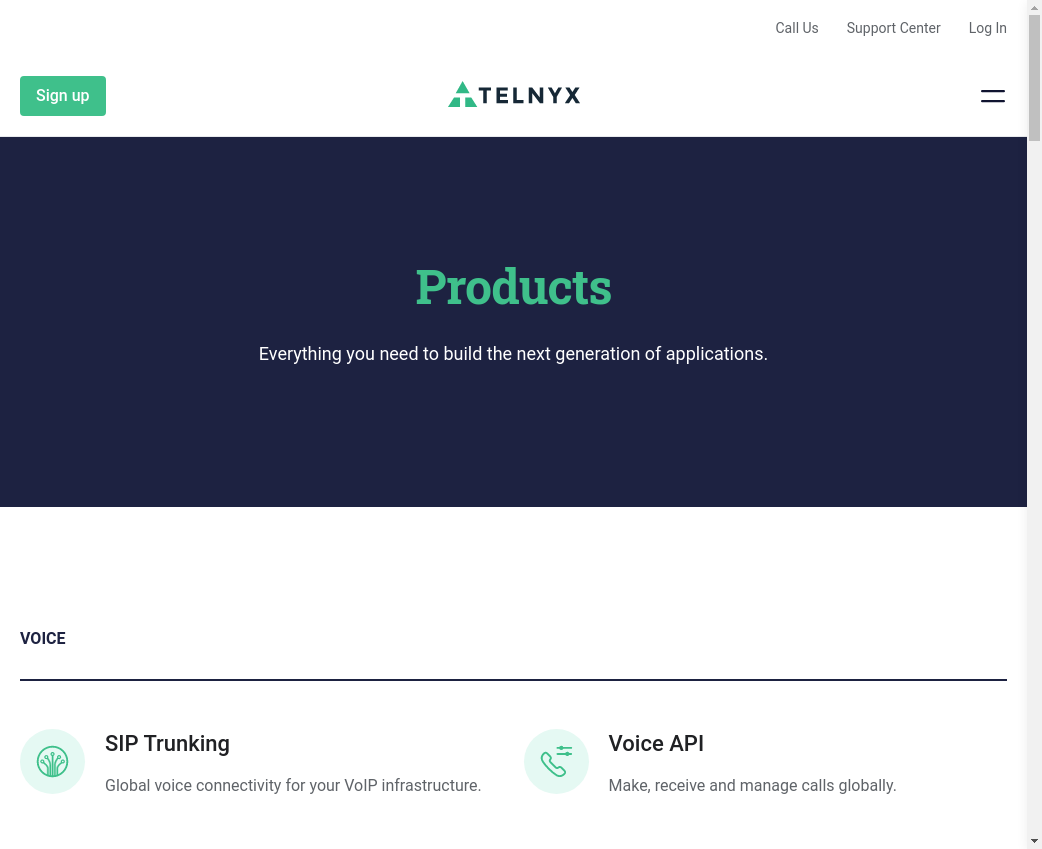 Call Us Support Center Log In
Sign up
TELNYX
Products
Everything you need to build the next generation of applications.
VOICE
SIP Trunking
Global voice connectivity for your VoIP infrastructure.
Voice API
Make, receive and manage calls globally.